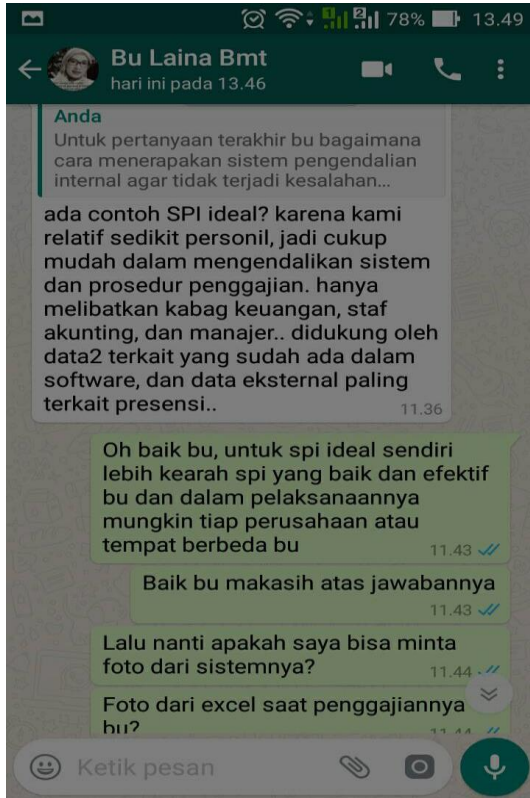 78% 13.49
Bu Laina Bmt
hari ini pada 13.46
Anda
Untuk pertanyaan terakhir bu bagaimana
cara menerapakan sistem pengendalian
internal agar tidak terjadi kesalahan...
ada contoh SPI ideal? karena kami
relatif sedikit personil, jadi cukup
mudah dalam mengendalikan sistem
dan prosedur penggajian. hanya
melibatkan kabag keuangan, staf
akunting, dan manajer.. didukung oleh
data2 terkait yang sudah ada dalam
software, dan data eksternal paling
terkait presensi..
11.36
Oh baik bu, untuk spi ideal sendiri
lebih kearah spi yang baik dan efektif
bu dan dalam pelaksanaannya
mungkin tiap perusahaan atau
tempat berbeda bu
11.43
Baik bu makasih atas jawabannya
11.43
Lalu nanti apakah saya bisa minta
foto dari sistemnya?
11.44
Foto dari excel saat penggajiannya
bu?
11.44
Ketik pesan